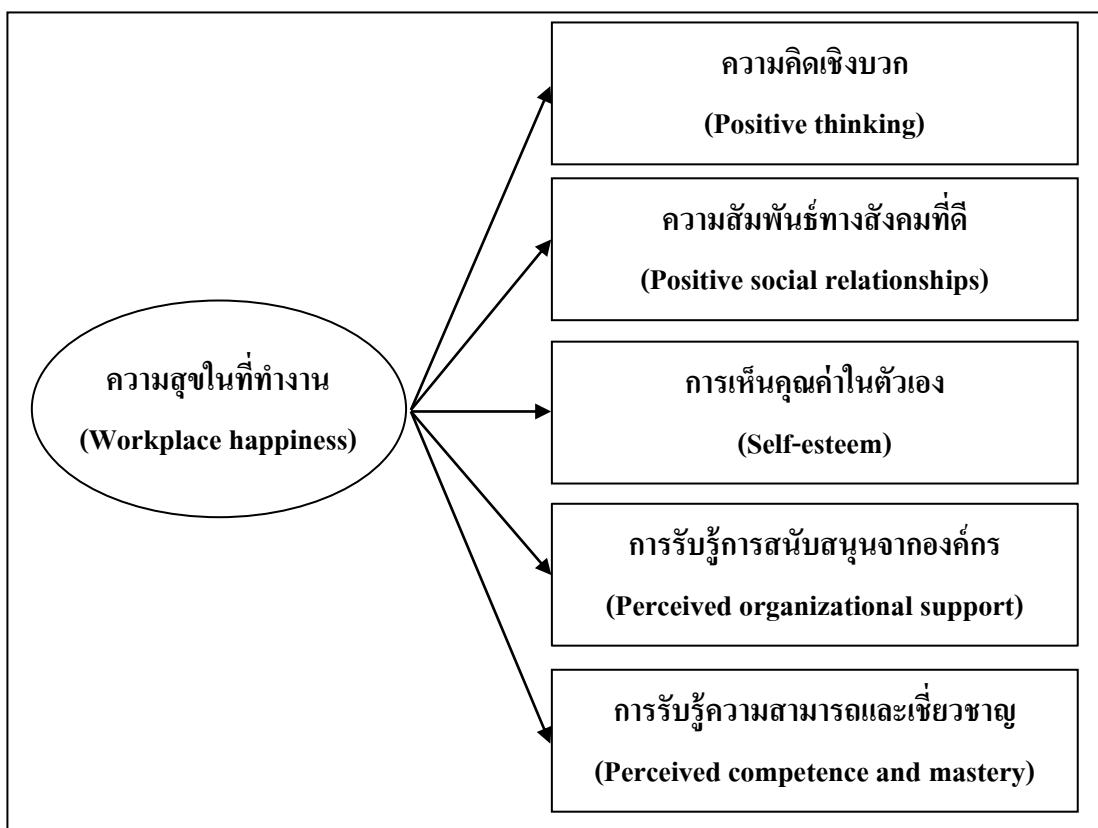 ความคิดเชิงบวก
(Positive thinking)
ความสัมพันธ์ทางสังคมที่ดี
(Positive social relationships)
ความสุขในที่ทำงาน
(Workplace happiness)
การเห็นคุณค่าในตัวเอง
(Self-esteem)
การรับรู้การสนับสนุนจากองค์กร
(Perceived organizational support)
การรับรู้ความสามารถและเชี่ยวชาญ
(Perceived competence and mastery)